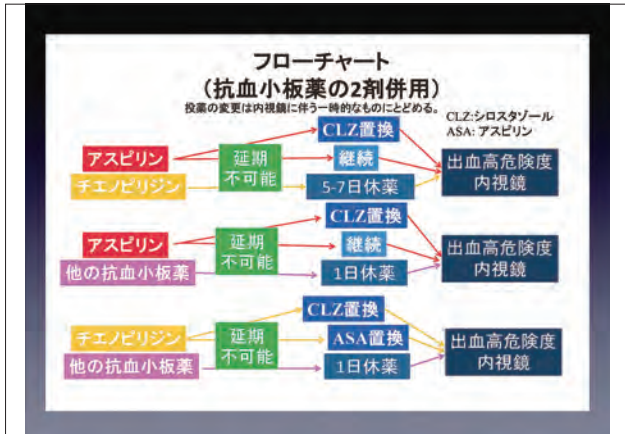 フローチャート
（抗血小板薬の2剤併用）
投薬の変更は内視鏡に伴う一時的なものにとどめる。
CLZ:シロスタゾール
ASA: アスピリン
CLZ置換
アスピリン
延期
不可能
継続
出血高危険度
内視鏡
チエノピリジン
5-7日休薬
CLZ置換
アスピリン
延期
不可能
継続
出血高危険度
内視鏡
他の抗血小板薬
1日休薬
CLZ置換
チエノピリジン
延期
不可能
ASA置換
出血高危険度
内視鏡
他の抗血小板薬
1日休薬